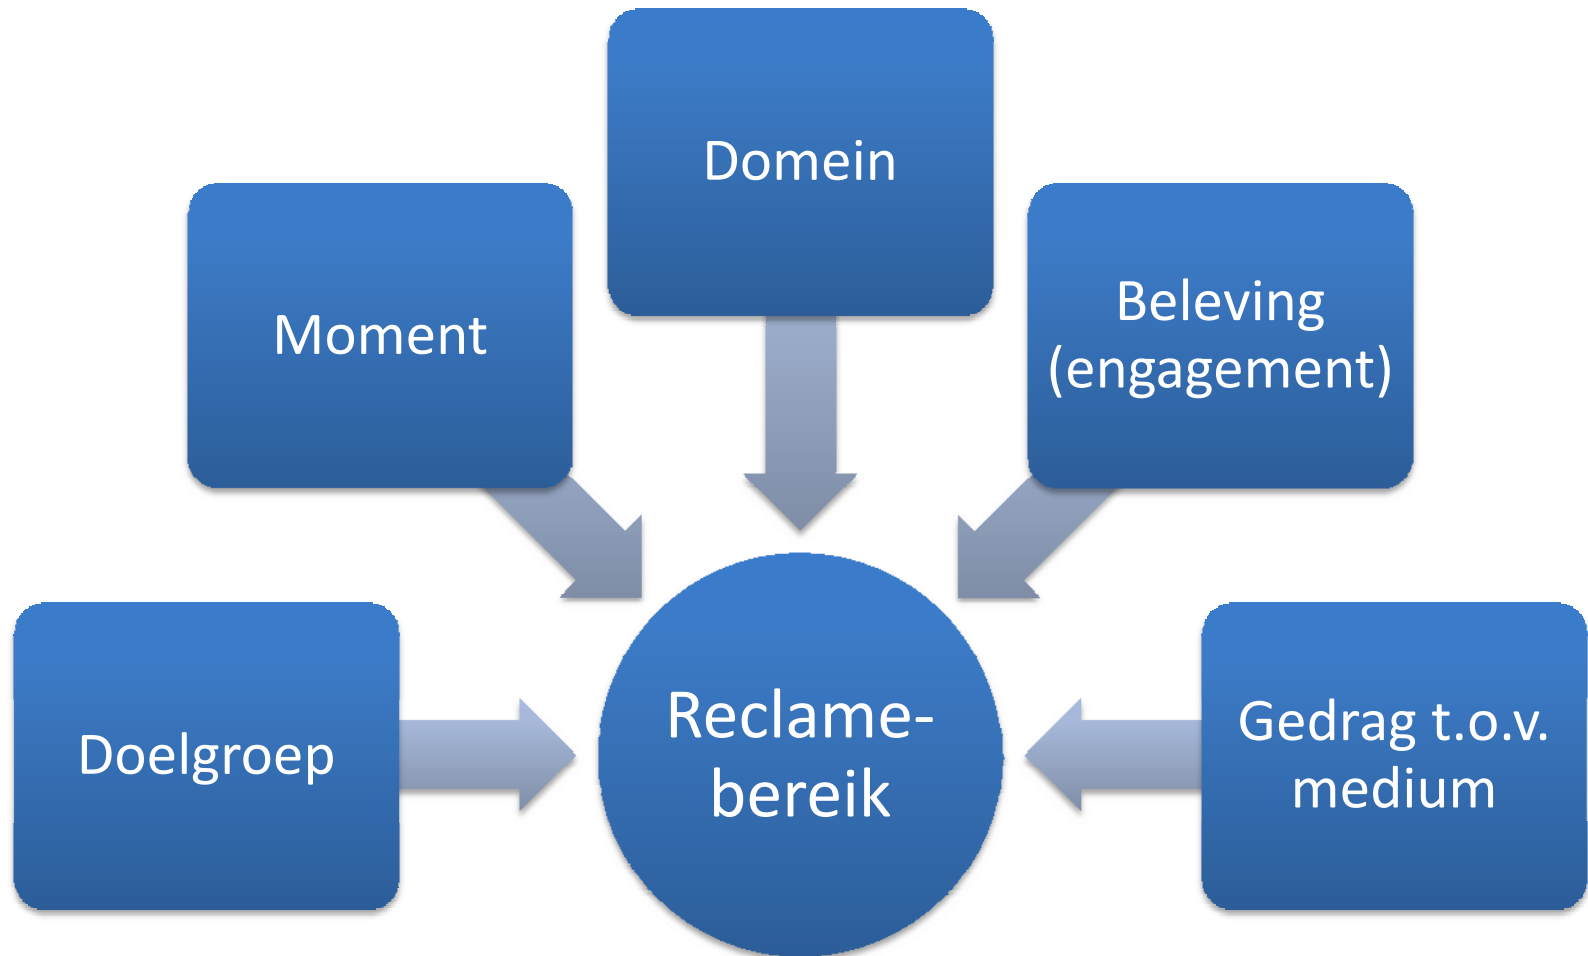 Domein
Moment
Beleving
(engagement)
Doelgroep
Reclame-
bereik
Gedrag t.o.v.
medium